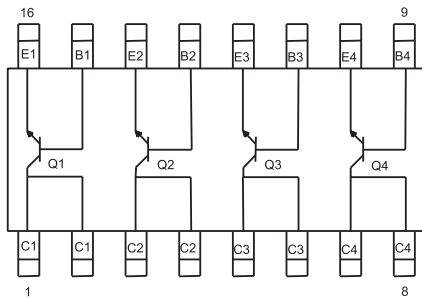 16 9
E1 B1 E2 B2 E3 B3 E4 B4
Q1 Q2 Q3 Q4
C1 C1 C2 C2 C3 C3 C4 C4
1 8